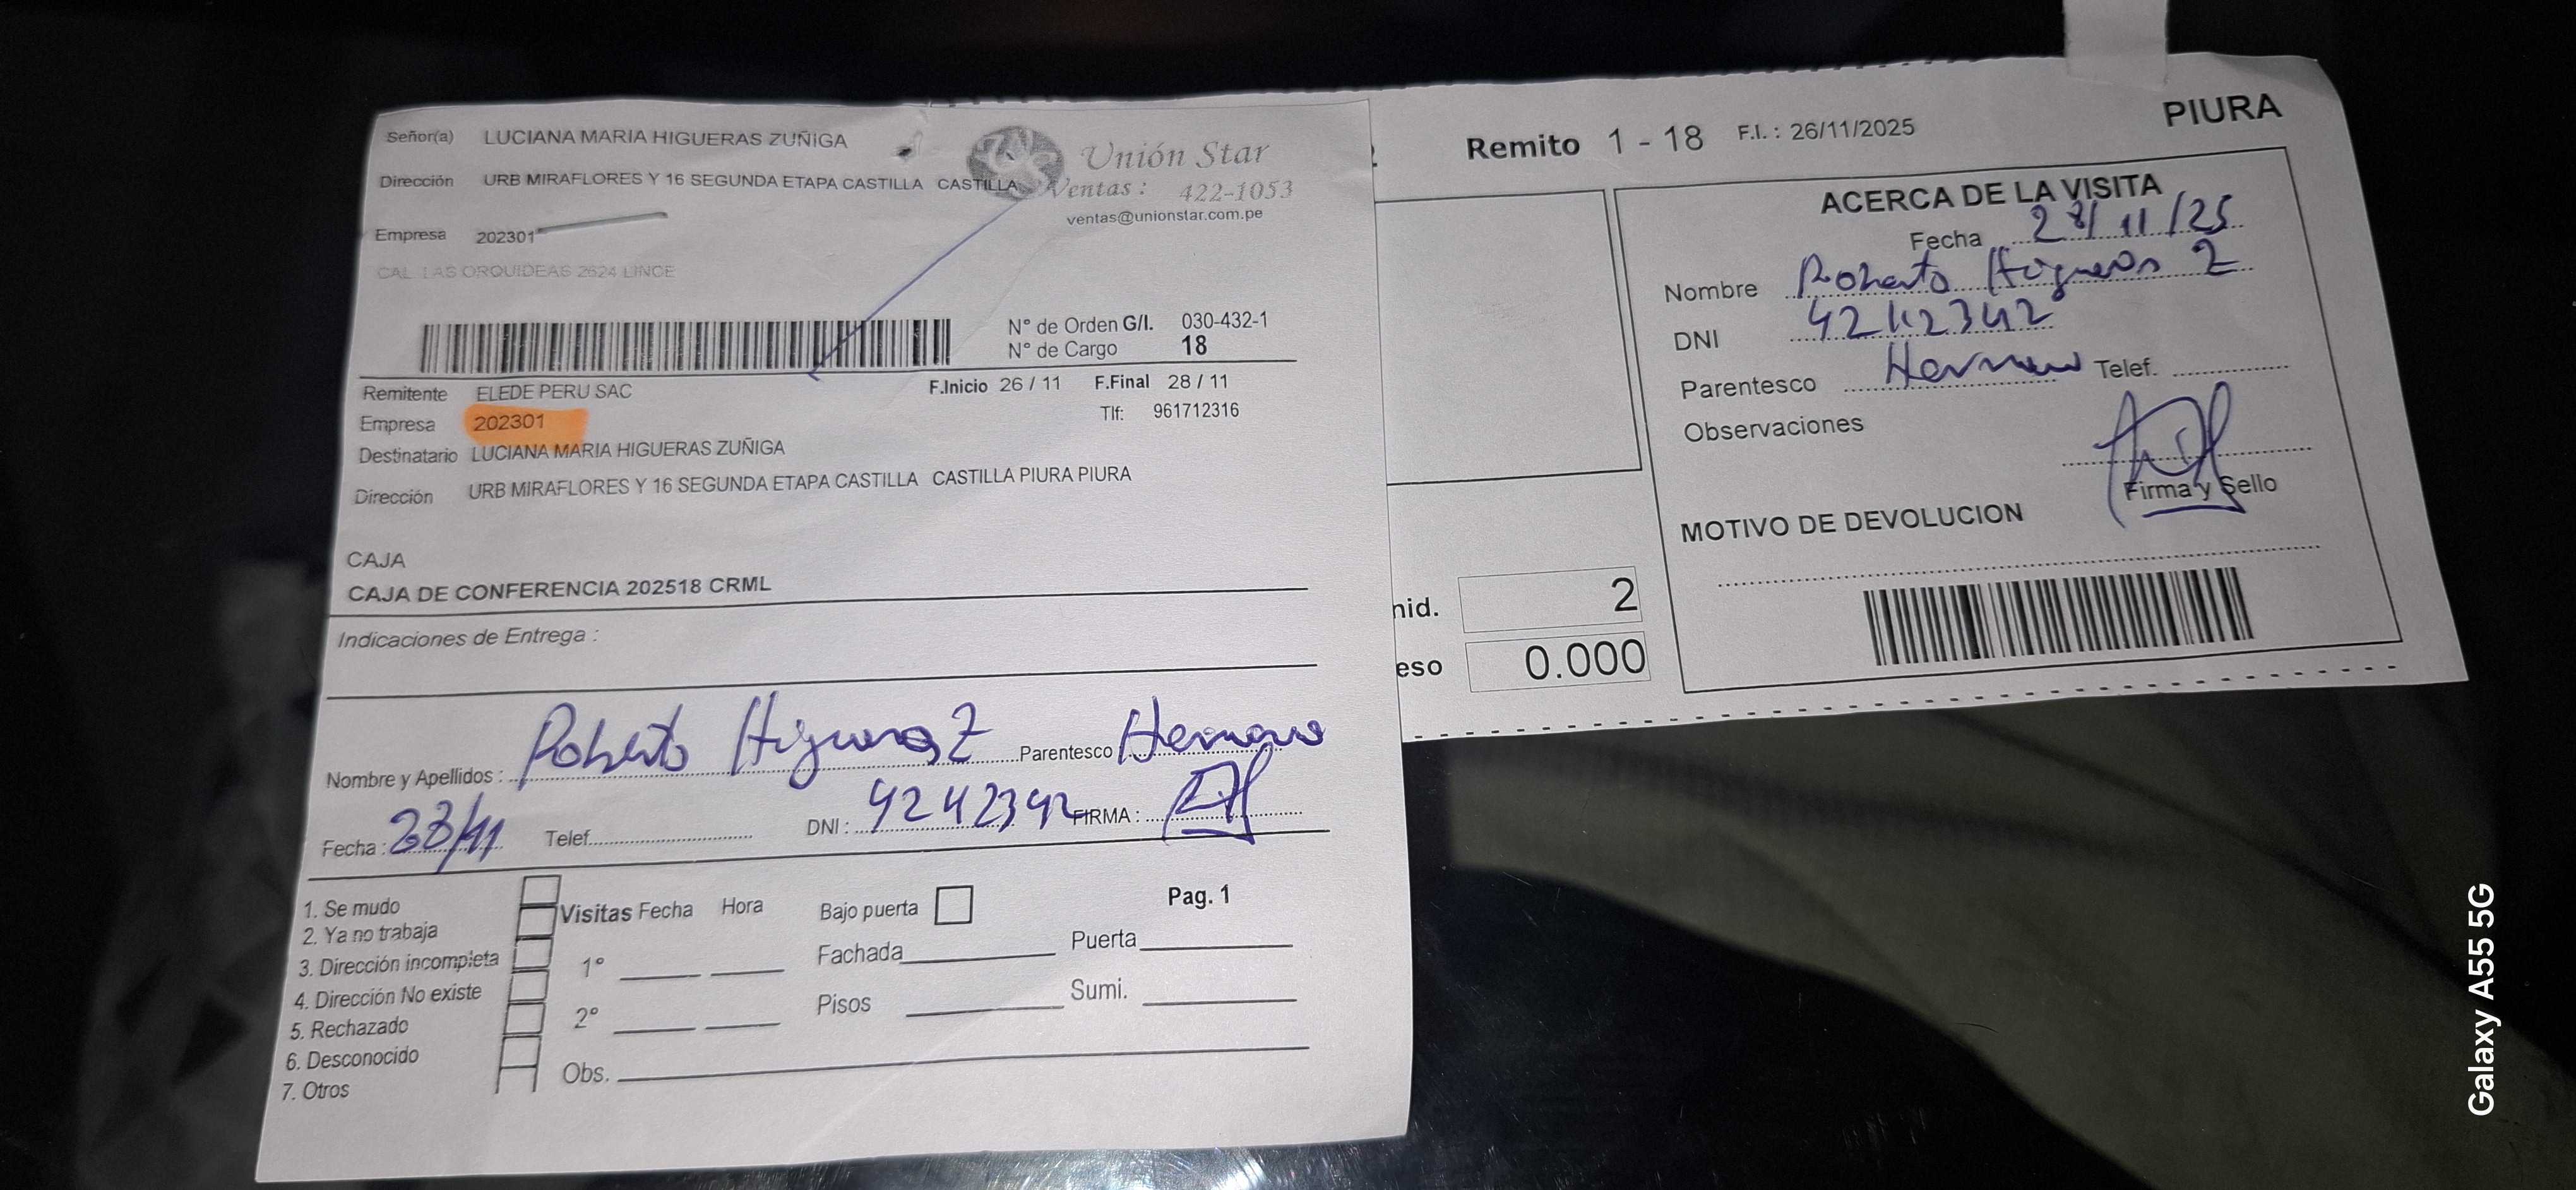 Señor(a) LUCIANA MARIA HIGUERAS ZUÑIGA
Dirección URB MIRAFLORES Y 16 SEGUNDA ETAPA CASTILLA CASTILLA
Empresa 202301
CAL. LAS ORQUIDEAS 2624 LINCE
Unión Star
Ventas : 422-1053
ventas@unionstar.com.pe
N° de Orden G/I. 030-432-1
N° de Cargo 18
Remitente ELEDE PERU SAC F.Inicio 26 / 11 F.Final 28 / 11
Empresa 202301 Tlf: 961712316
Destinatario LUCIANA MARIA HIGUERAS ZUÑIGA
Dirección URB MIRAFLORES Y 16 SEGUNDA ETAPA CASTILLA CASTILLA PIURA PIURA
CAJA
CAJA DE CONFERENCIA 202518 CRML
Indicaciones de Entrega :
Nombre y Apellidos : Roberto Higueras Z Parentesco Hermano
Fecha : 28/11 Telef. DNI : 4242342 FIRMA :
1. Se mudo
2. Ya no trabaja
3. Dirección incompleta
4. Dirección No existe
5. Rechazado
6. Desconocido
7. Otros
Visitas Fecha Hora
1°
2°
Obs.
Bajo puerta Pag. 1
Fachada Puerta
Pisos Sumi.
Remito 1 - 18 F.I. : 26/11/2025 PIURA
ACERCA DE LA VISITA
Fecha 28/11/25
Nombre Roberto Higueras Z
DNI
Parentesco Hermano Telef.
Observaciones
Firma y Sello
MOTIVO DE DEVOLUCION
nid. 2
eso 0.000
Galaxy A55 5G